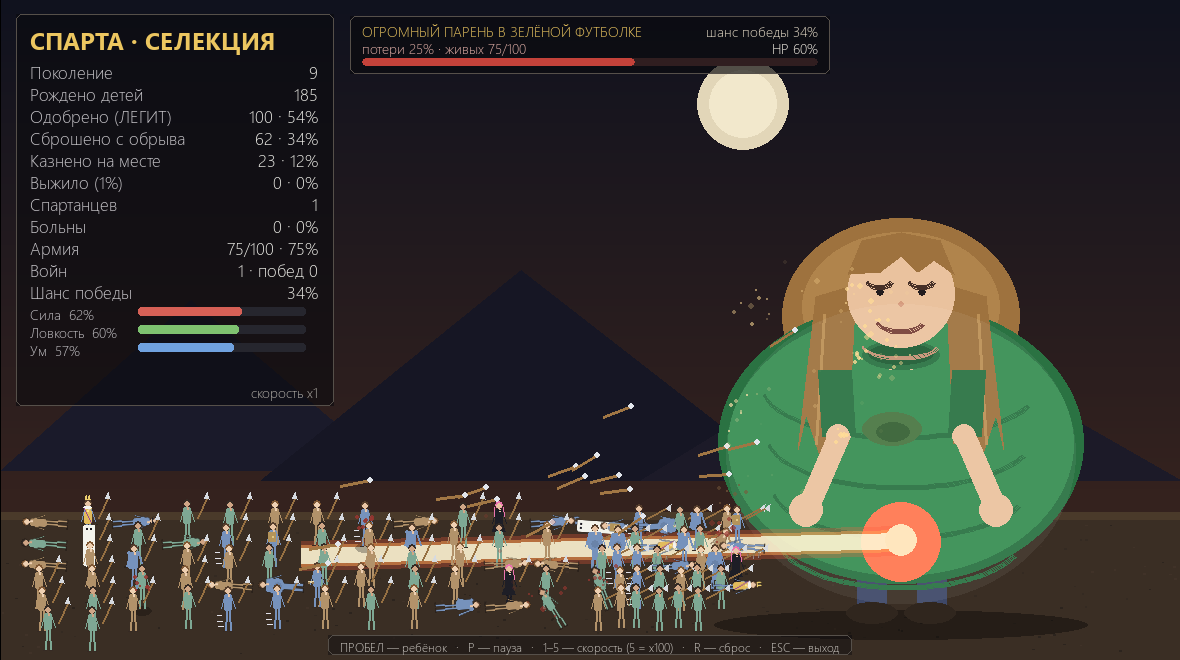 СПАРТА · СЕЛЕКЦИЯ
Поколение 9
Рождено детей 185
Одобрено (ЛЕГИТ) 100 · 54%
Сброшено с обрыва 62 · 34%
Казнено на месте 23 · 12%
Выжило (1%) 0 · 0%
Спартанцев 1
Больны 0 · 0%
Армия 75/100 · 75%
Войн 1 · побед 0
Шанс победы 34%
Сила 62%
Ловкость 60%
Ум 57%
скорость x1
ОГРОМНЫЙ ПАРЕНЬ В ЗЕЛЁНОЙ ФУТБОЛКЕ шанс победы 34%
потери 25% · живых 75/100 HP 60%
ПРОБЕЛ — ребёнок · P — пауза · 1–5 — скорость (5 = x100) · R — сброс · ESC — выход